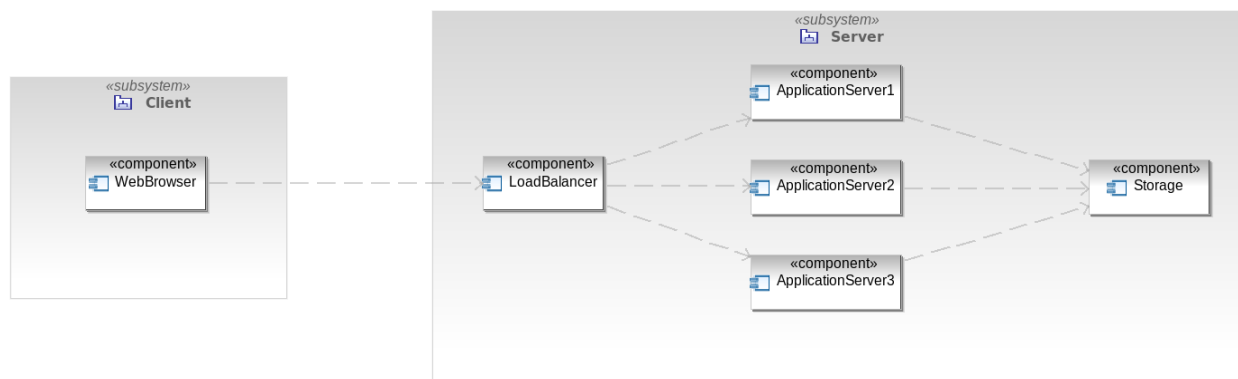 «subsystem»
Client
«component»
WebBrowser
«subsystem»
Server
«component»
LoadBalancer
«component»
ApplicationServer1
«component»
ApplicationServer2
«component»
ApplicationServer3
«component»
Storage